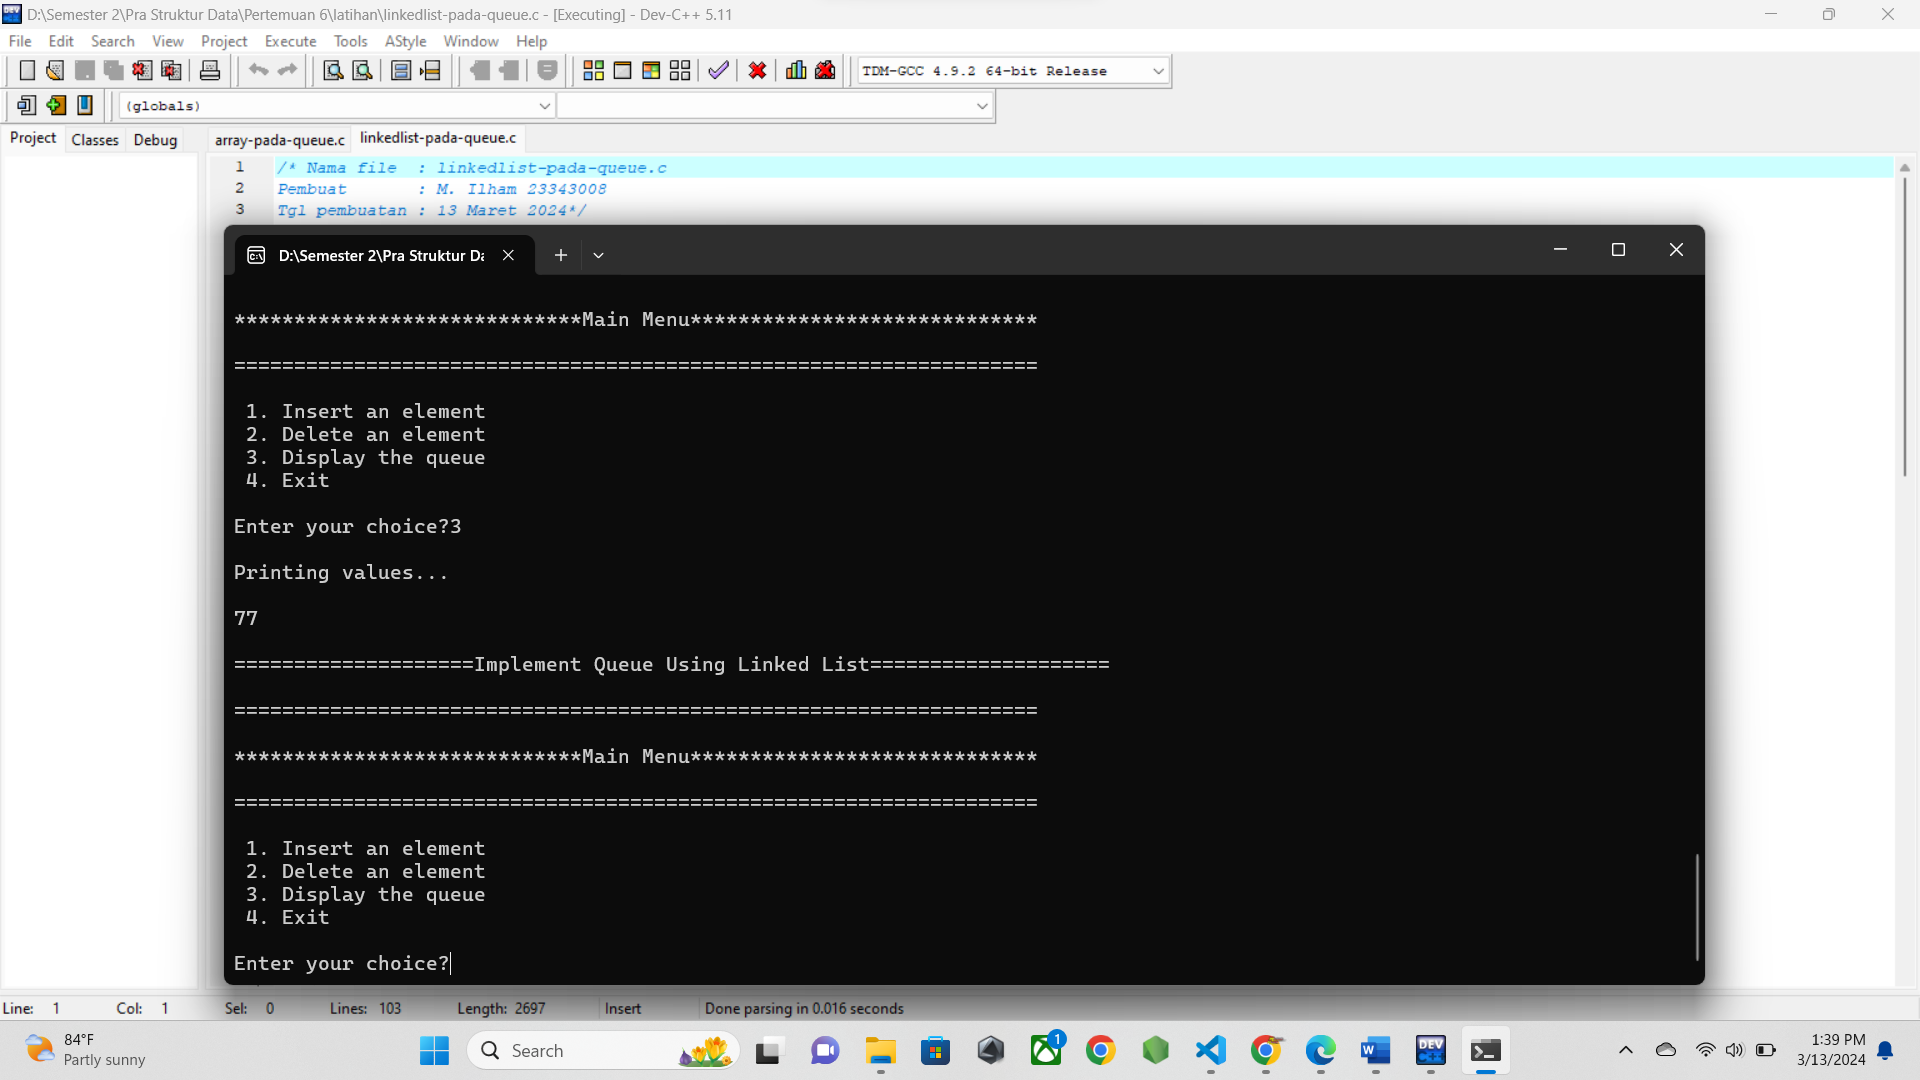 D:\Semester 2\Pra Struktur Data\Pertemuan 6\latihan\linkedlist-pada-queue.c - [Executing] - Dev-C++ 5.11
File Edit Search View Project Execute Tools AStyle Window Help
TDM-GCC 4.9.2 64-bit Release
(globals)
Project Classes Debug
array-pada-queue.c linkedlist-pada-queue.c
1 /* Nama file : linkedlist-pada-queue.c
2 Pembuat : M. Ilham 23343008
3 Tgl pembuatan : 13 Maret 2024*/
D:\Semester 2\Pra Struktur Da
*****************************Main Menu*****************************
===================================================================
1. Insert an element
2. Delete an element
3. Display the queue
4. Exit
Enter your choice?3
Printing values...
77
====================Implement Queue Using Linked List====================
===================================================================
*****************************Main Menu*****************************
===================================================================
1. Insert an element
2. Delete an element
3. Display the queue
4. Exit
Enter your choice?
Line: 1 Col: 1 Sel: 0 Lines: 103 Length: 2697 Insert Done parsing in 0.016 seconds
84°F
Partly sunny
Search
1
DEV
1:39 PM
3/13/2024